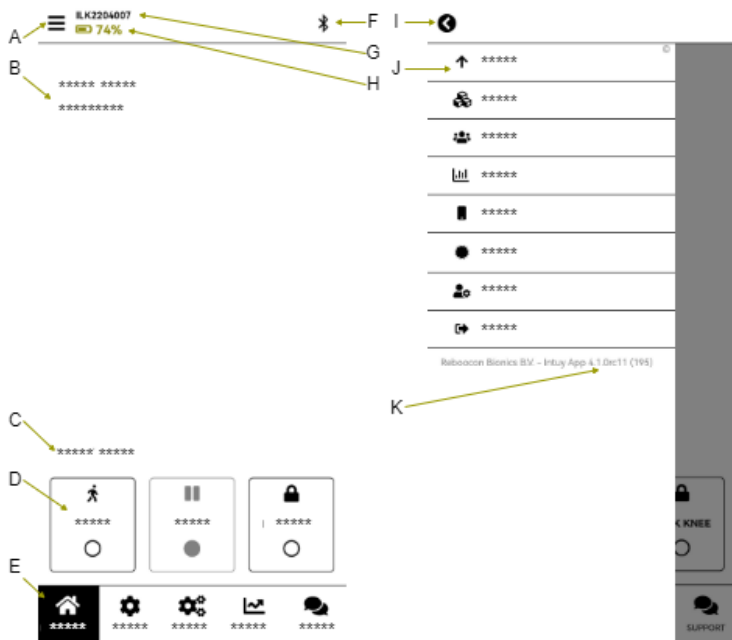 A
ILK2204007
74%
F
I
G
H
B
***** *****
*********
J
©
*****
*****
*****
*****
*****
*****
*****
*****
Reboocon Bionics B.V. – Intuy App 4.1.0rc11 (195)
K
C
***** *****
D
*****
*****
*****
K KNEE
E
*****
*****
*****
*****
*****
SUPPORT